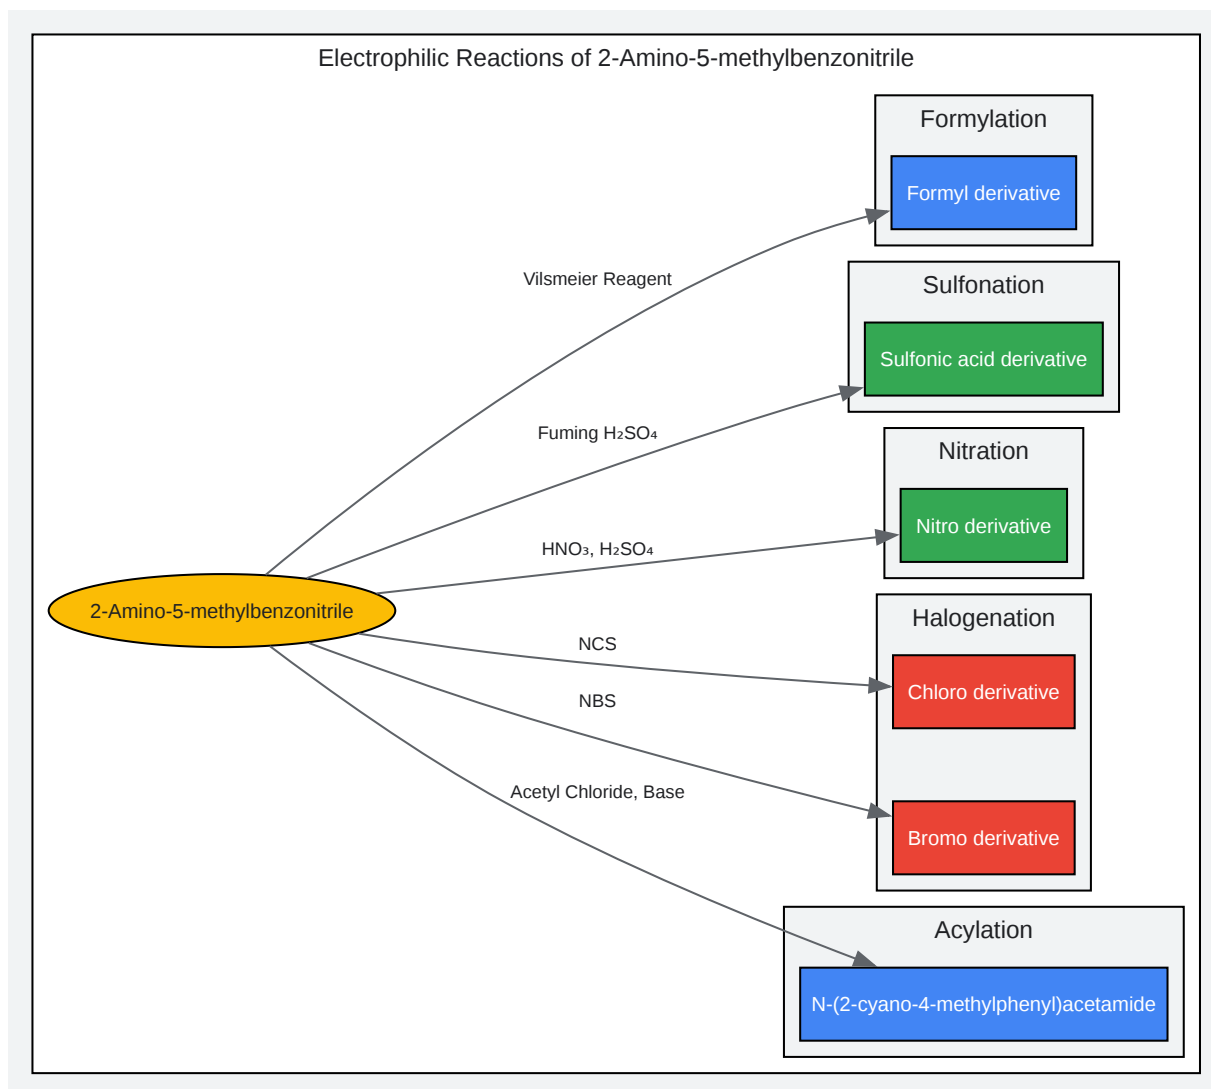 Electrophilic Reactions of 2-Amino-5-methylbenzonitrile
Formylation
Formyl derivative
Vilsmeier Reagent
Sulfonation
Sulfonic acid derivative
Fuming H₂SO₄
Nitration
Nitro derivative
HNO₃, H₂SO₄
2-Amino-5-methylbenzonitrile
Halogenation
NCS
Chloro derivative
NBS
Acetyl Chloride, Base
Bromo derivative
Acylation
N-(2-cyano-4-methylphenyl)acetamide